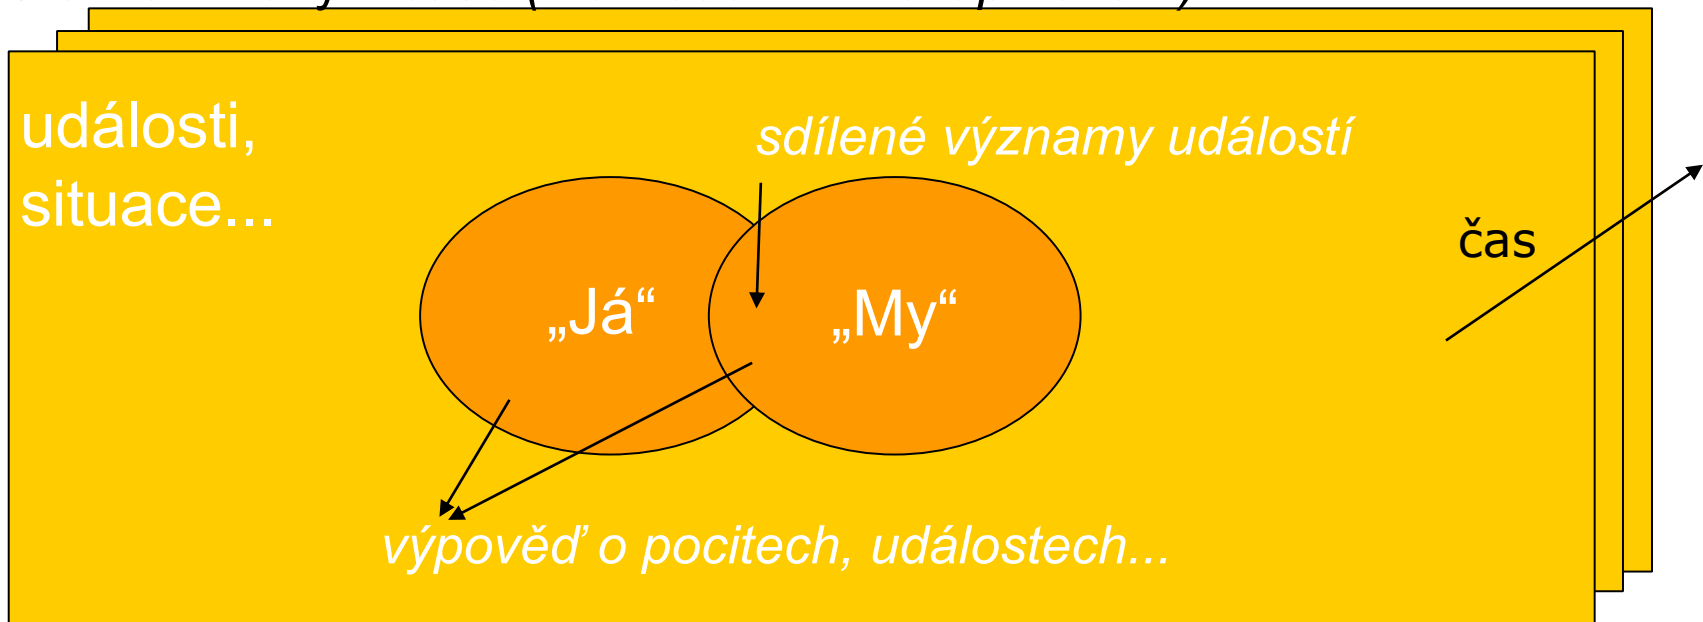 události,
situace...
sdílené významy událostí
čas
„Já“
„My“
výpověď o pocitech, událostech...